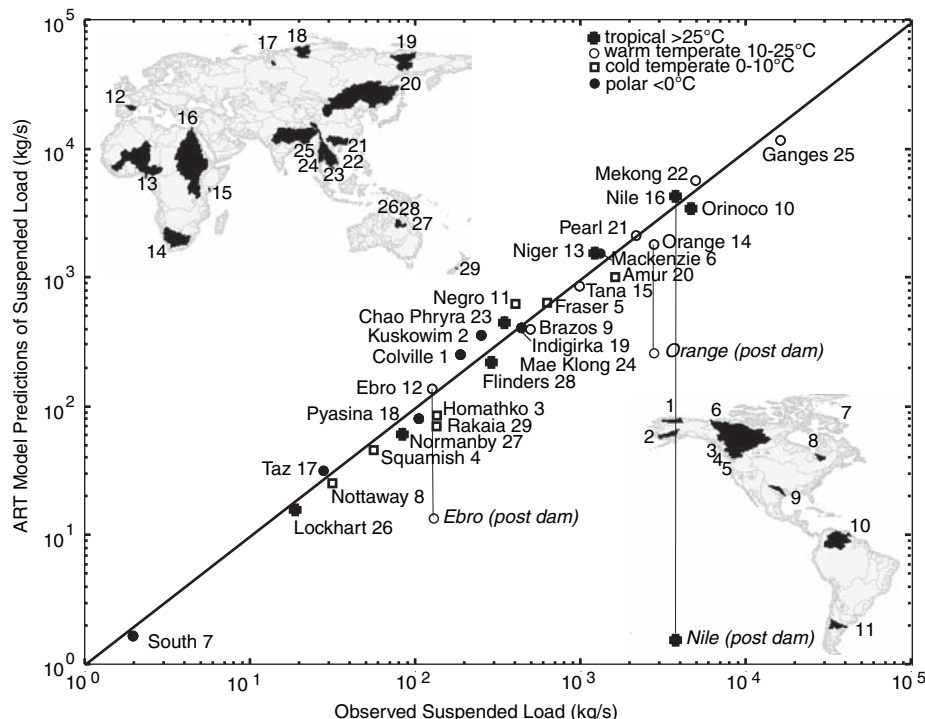 ART Model Predictions of Suspended Load (kg/s)
10^5
10^4
10^3
10^2
10^1
10^0
tropical >25°C
warm temperate 10-25°C
cold temperate 0-10°C
polar <0°C
17
18
19
12
20
16
21
25
22
24
23
13
15
26
28
27
14
29
Ganges 25
Mekong 22
Nile 16
Orinoco 10
Pearl 21
Orange 14
Niger 13
Mackenzie 6
Amur 20
Tana 15
Negro 11
Fraser 5
Chao Phryra 23
Kuskowim 2
Brazos 9
Indigirka 19
Colville 1
Mae Klong 24
Orange (post dam)
Flinders 28
Ebro 12
Pyasina 18
Homathko 3
Rakaia 29
Normanby 27
Squamish 4
Taz 17
Nottaway 8
Ebro (post dam)
Lockhart 26
South 7
Nile (post dam)
1
6
7
2
3
8
4
5
9
10
11
10^0
10^1
10^2
10^3
10^4
10^5
Observed Suspended Load (kg/s)